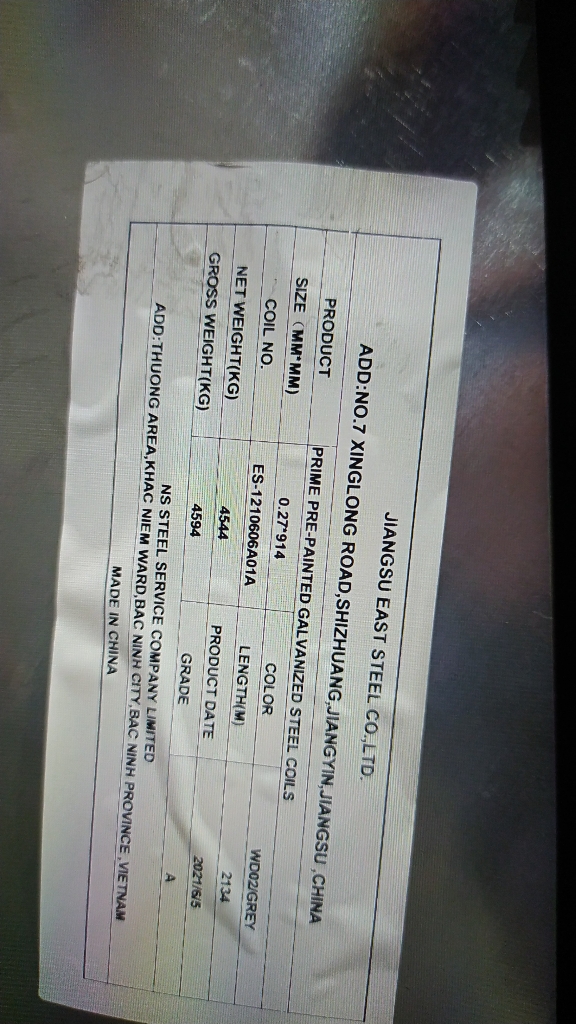 JIANGSU EAST STEEL CO.,LTD.
ADD:NO.7 XINGLONG ROAD,SHIZHUANG,JIANGYIN,JIANGSU ,CHINA
PRODUCT PRIME PRE-PAINTED GALVANIZED STEEL COILS
SIZE (MM*MM) 0.27*914 COLOR WD02/GREY
COIL NO. ES-1210606A01A LENGTH(M) 2134
NET WEIGHT(KG) 4544 PRODUCT DATE 2021/6/5
GROSS WEIGHT(KG) 4594 GRADE A
NS STEEL SERVICE COMPANY LIMITED
ADD:THUONG AREA,KHAC NIEM WARD,BAC NINH CITY,BAC NINH PROVINCE ,VIETNAM
MADE IN CHINA